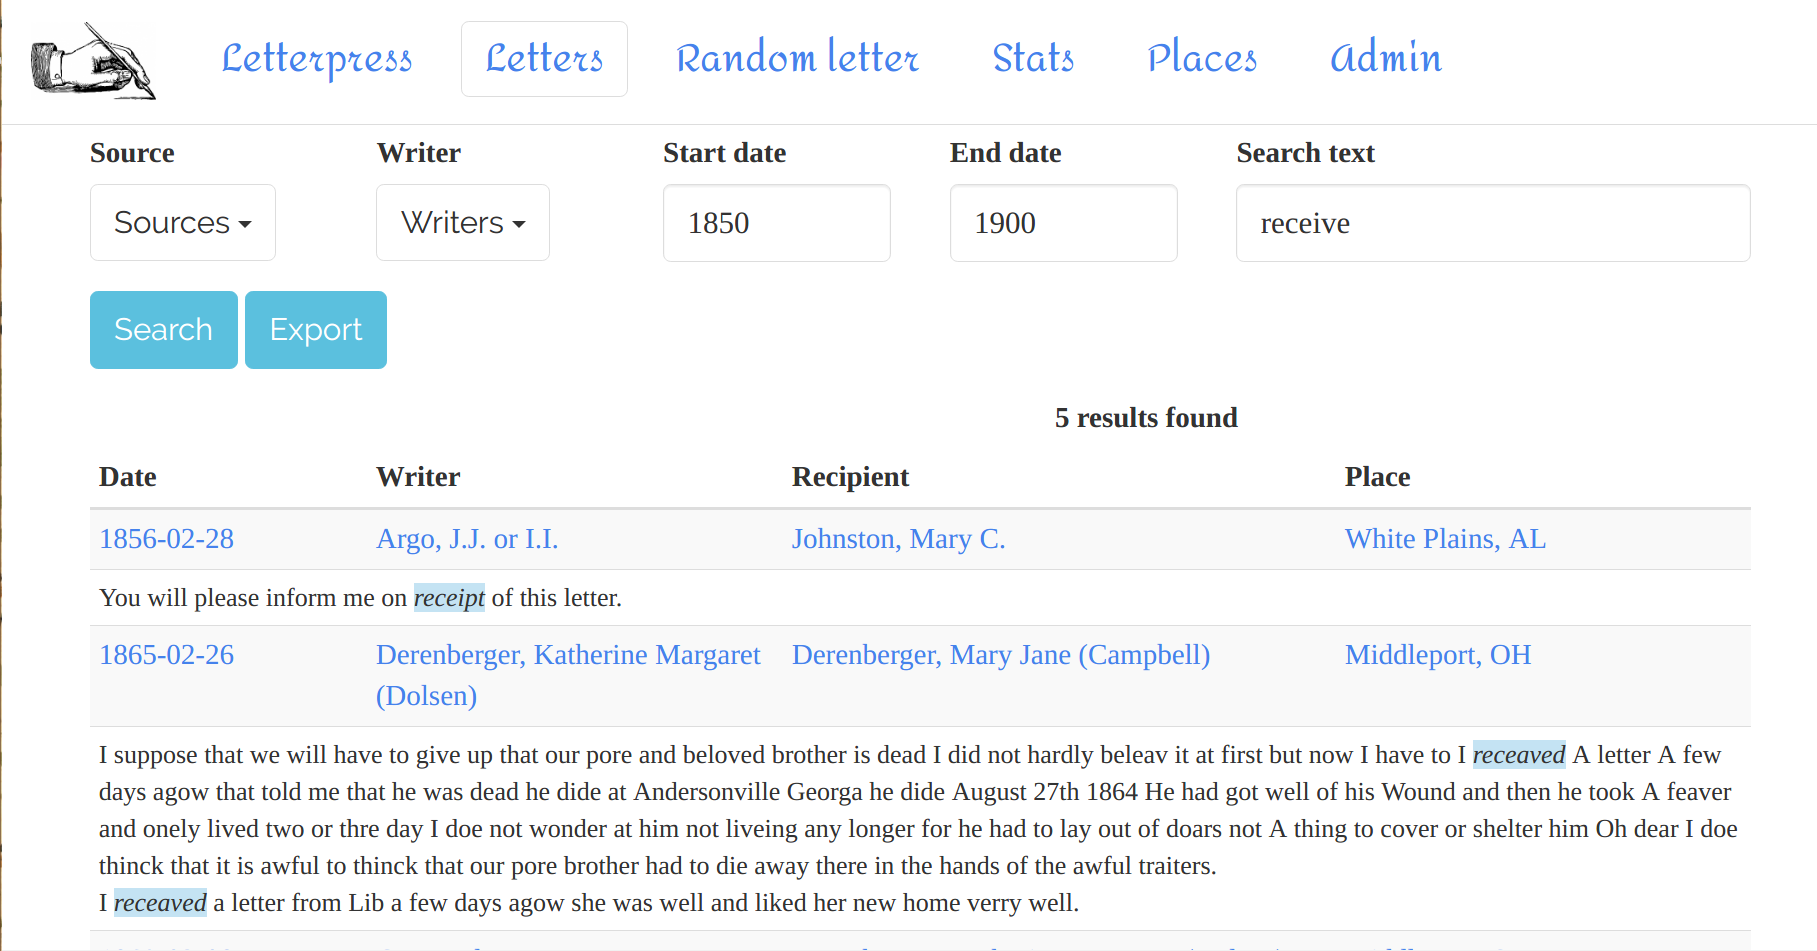 Letterpress Letters Random letter Stats Places Admin
Source Writer Start date End date Search text
Sources Writers 1850 1900 receive
Search Export
5 results found
Date Writer Recipient Place
1856-02-28 Argo, J.J. or I.I. Johnston, Mary C. White Plains, AL
You will please inform me on receipt of this letter.
1865-02-26 Derenberger, Katherine Margaret Derenberger, Mary Jane (Campbell) Middleport, OH
(Dolsen)
I suppose that we will have to give up that our pore and beloved brother is dead I did not hardly beleav it at first but now I have to I receaved A letter A few
days agow that told me that he was dead he dide at Andersonville Georga he dide August 27th 1864 He had got well of his Wound and then he took A feaver
and onely lived two or thre day I doe not wonder at him not liveing any longer for he had to lay out of doars not A thing to cover or shelter him Oh dear I doe
thinck that it is awful to thinck that our pore brother had to die away there in the hands of the awful traiters.
I receaved a letter from Lib a few days agow she was well and liked her new home verry well.